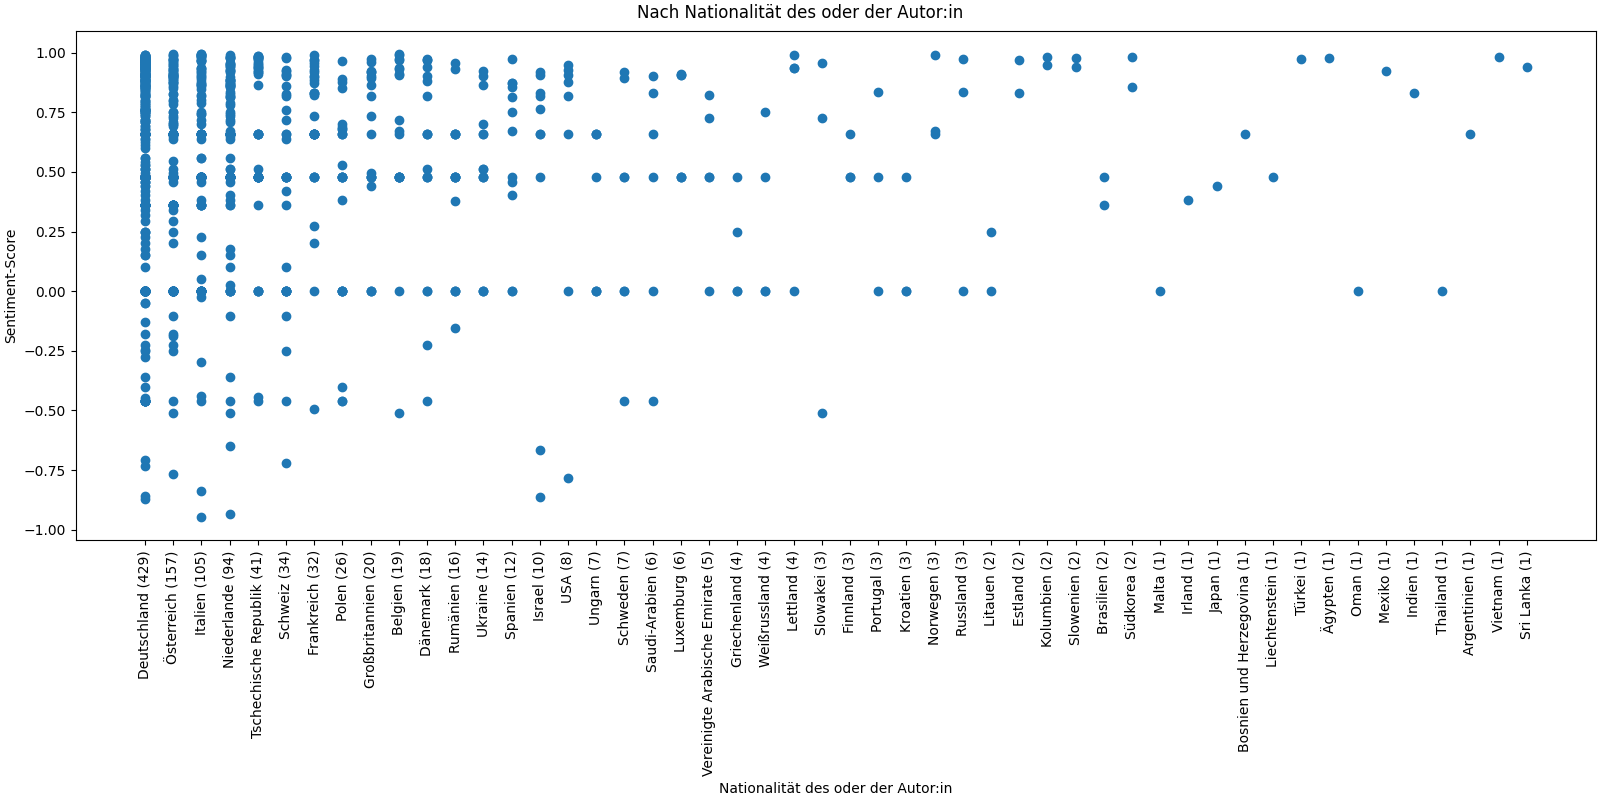 Nach Nationalität des oder der Autor:in
Sentiment-Score
1.00
0.75
0.50
0.25
0.00
−0.25
−0.50
−0.75
−1.00
Deutschland (429)
Österreich (157)
Italien (105)
Niederlande (94)
Tschechische Republik (41)
Schweiz (34)
Frankreich (32)
Polen (26)
Großbritannien (20)
Belgien (19)
Dänemark (18)
Rumänien (16)
Ukraine (14)
Spanien (12)
Israel (10)
USA (8)
Ungarn (7)
Schweden (7)
Saudi-Arabien (6)
Luxemburg (6)
Vereinigte Arabische Emirate (5)
Griechenland (4)
Weißrussland (4)
Lettland (4)
Slowakei (3)
Finnland (3)
Portugal (3)
Kroatien (3)
Norwegen (3)
Russland (3)
Litauen (2)
Estland (2)
Kolumbien (2)
Slowenien (2)
Brasilien (2)
Südkorea (2)
Malta (1)
Irland (1)
Japan (1)
Bosnien und Herzegovina (1)
Liechtenstein (1)
Türkei (1)
Ägypten (1)
Oman (1)
Mexiko (1)
Indien (1)
Thailand (1)
Argentinien (1)
Vietnam (1)
Sri Lanka (1)
Nationalität des oder der Autor:in